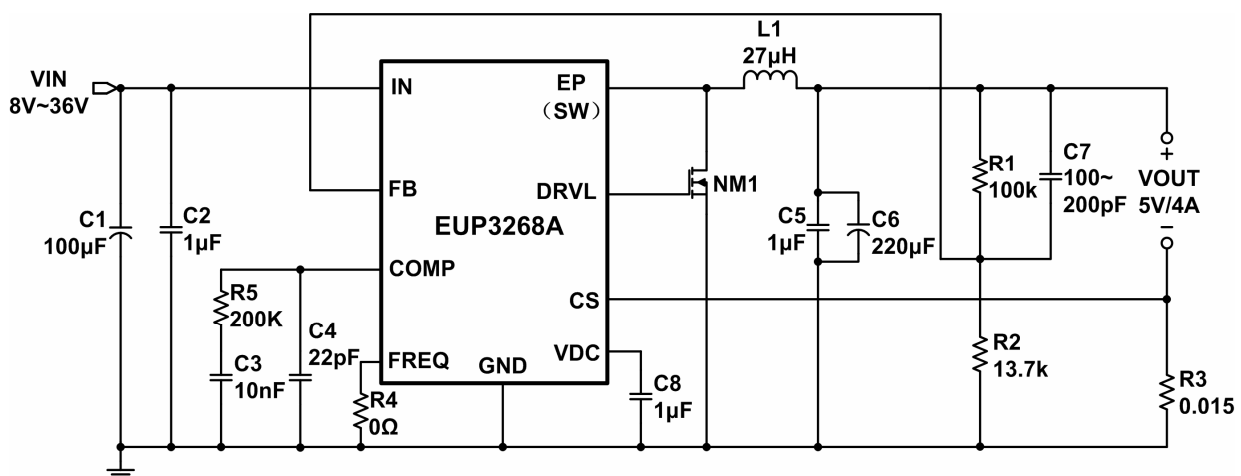 L1
27µH
VIN
8V~36V
IN
EP
（SW）
R1
100k
C7
100~
200pF
+
VOUT
5V/4A
−
FB
DRVL
NM1
C1
100µF
C2
1µF
EUP3268A
C5
1µF
C6
220µF
COMP
R5
200K
CS
C4
22pF
C3
10nF
FREQ
GND
VDC
R2
13.7k
R4
0Ω
C8
1µF
R3
0.015